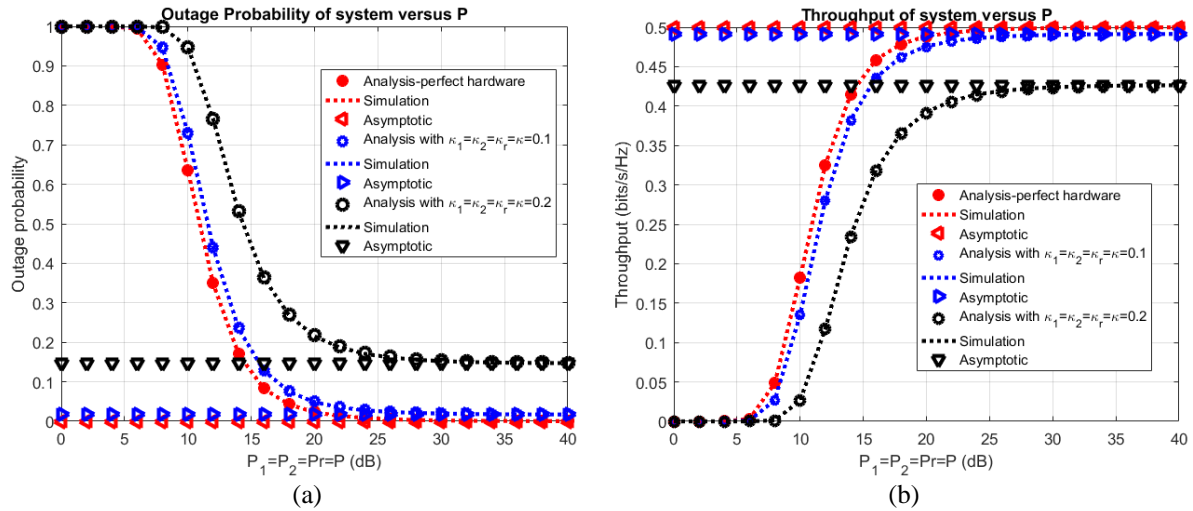 Outage Probability of system versus P
1
0.9
0.8
0.7
0.6
0.5
0.4
0.3
0.2
0.1
0
Outage probability
Analysis-perfect hardware
Simulation
Asymptotic
Analysis with κ₁=κ₂=κᵣ=κ=0.1
Simulation
Asymptotic
Analysis with κ₁=κ₂=κᵣ=κ=0.2
Simulation
Asymptotic
0 5 10 15 20 25 30 35 40
P₁=P₂=Pr=P (dB)
(a)
Throughput of system versus P
0.5
0.45
0.4
0.35
0.3
0.25
0.2
0.15
0.1
0.05
0
Throughput (bits/s/Hz)
Analysis-perfect hardware
Simulation
Asymptotic
Analysis with κ₁=κ₂=κᵣ=κ=0.1
Simulation
Asymptotic
Analysis with κ₁=κ₂=κᵣ=κ=0.2
Simulation
Asymptotic
0 5 10 15 20 25 30 35 40
P₁=P₂=Pr=P (dB)
(b)